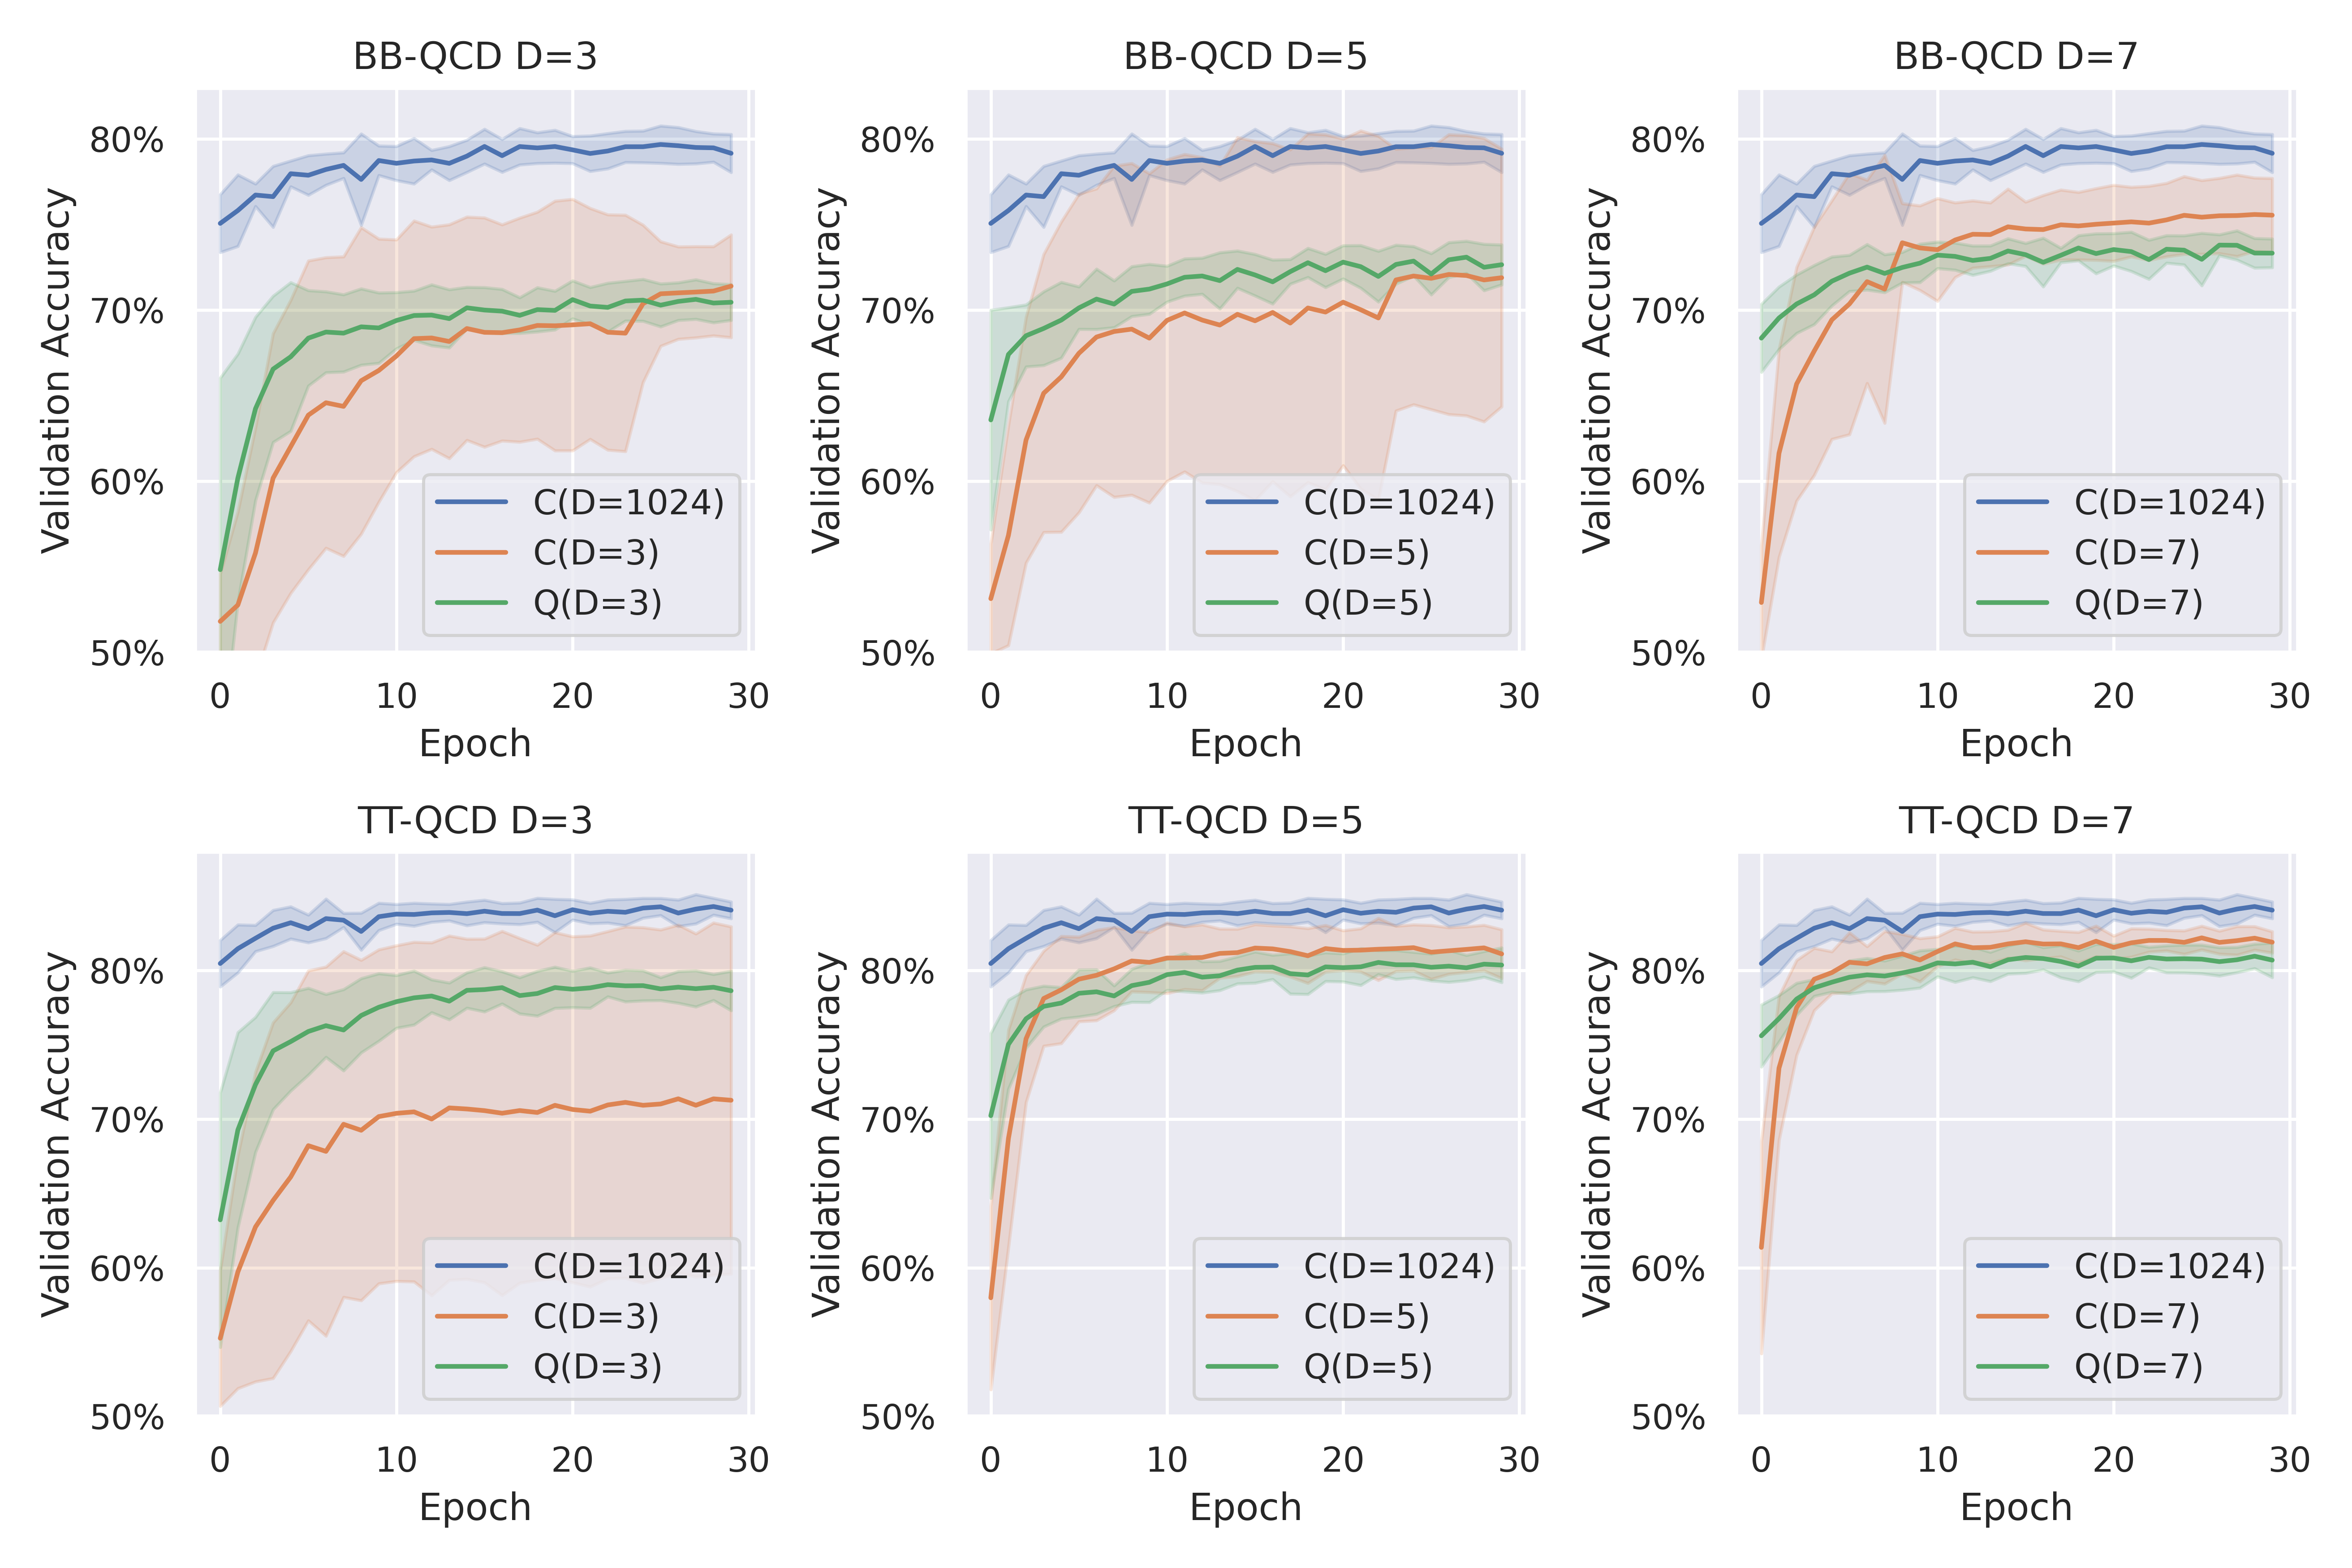 BB-QCD D=3
Validation Accuracy
80%
70%
60%
50%
C(D=1024)
C(D=3)
Q(D=3)
0 10 20 30
Epoch
BB-QCD D=5
Validation Accuracy
80%
70%
60%
50%
C(D=1024)
C(D=5)
Q(D=5)
0 10 20 30
Epoch
BB-QCD D=7
Validation Accuracy
80%
70%
60%
50%
C(D=1024)
C(D=7)
Q(D=7)
0 10 20 30
Epoch
TT-QCD D=3
Validation Accuracy
80%
70%
60%
50%
C(D=1024)
C(D=3)
Q(D=3)
0 10 20 30
Epoch
TT-QCD D=5
Validation Accuracy
80%
70%
60%
50%
C(D=1024)
C(D=5)
Q(D=5)
0 10 20 30
Epoch
TT-QCD D=7
Validation Accuracy
80%
70%
60%
50%
C(D=1024)
C(D=7)
Q(D=7)
0 10 20 30
Epoch